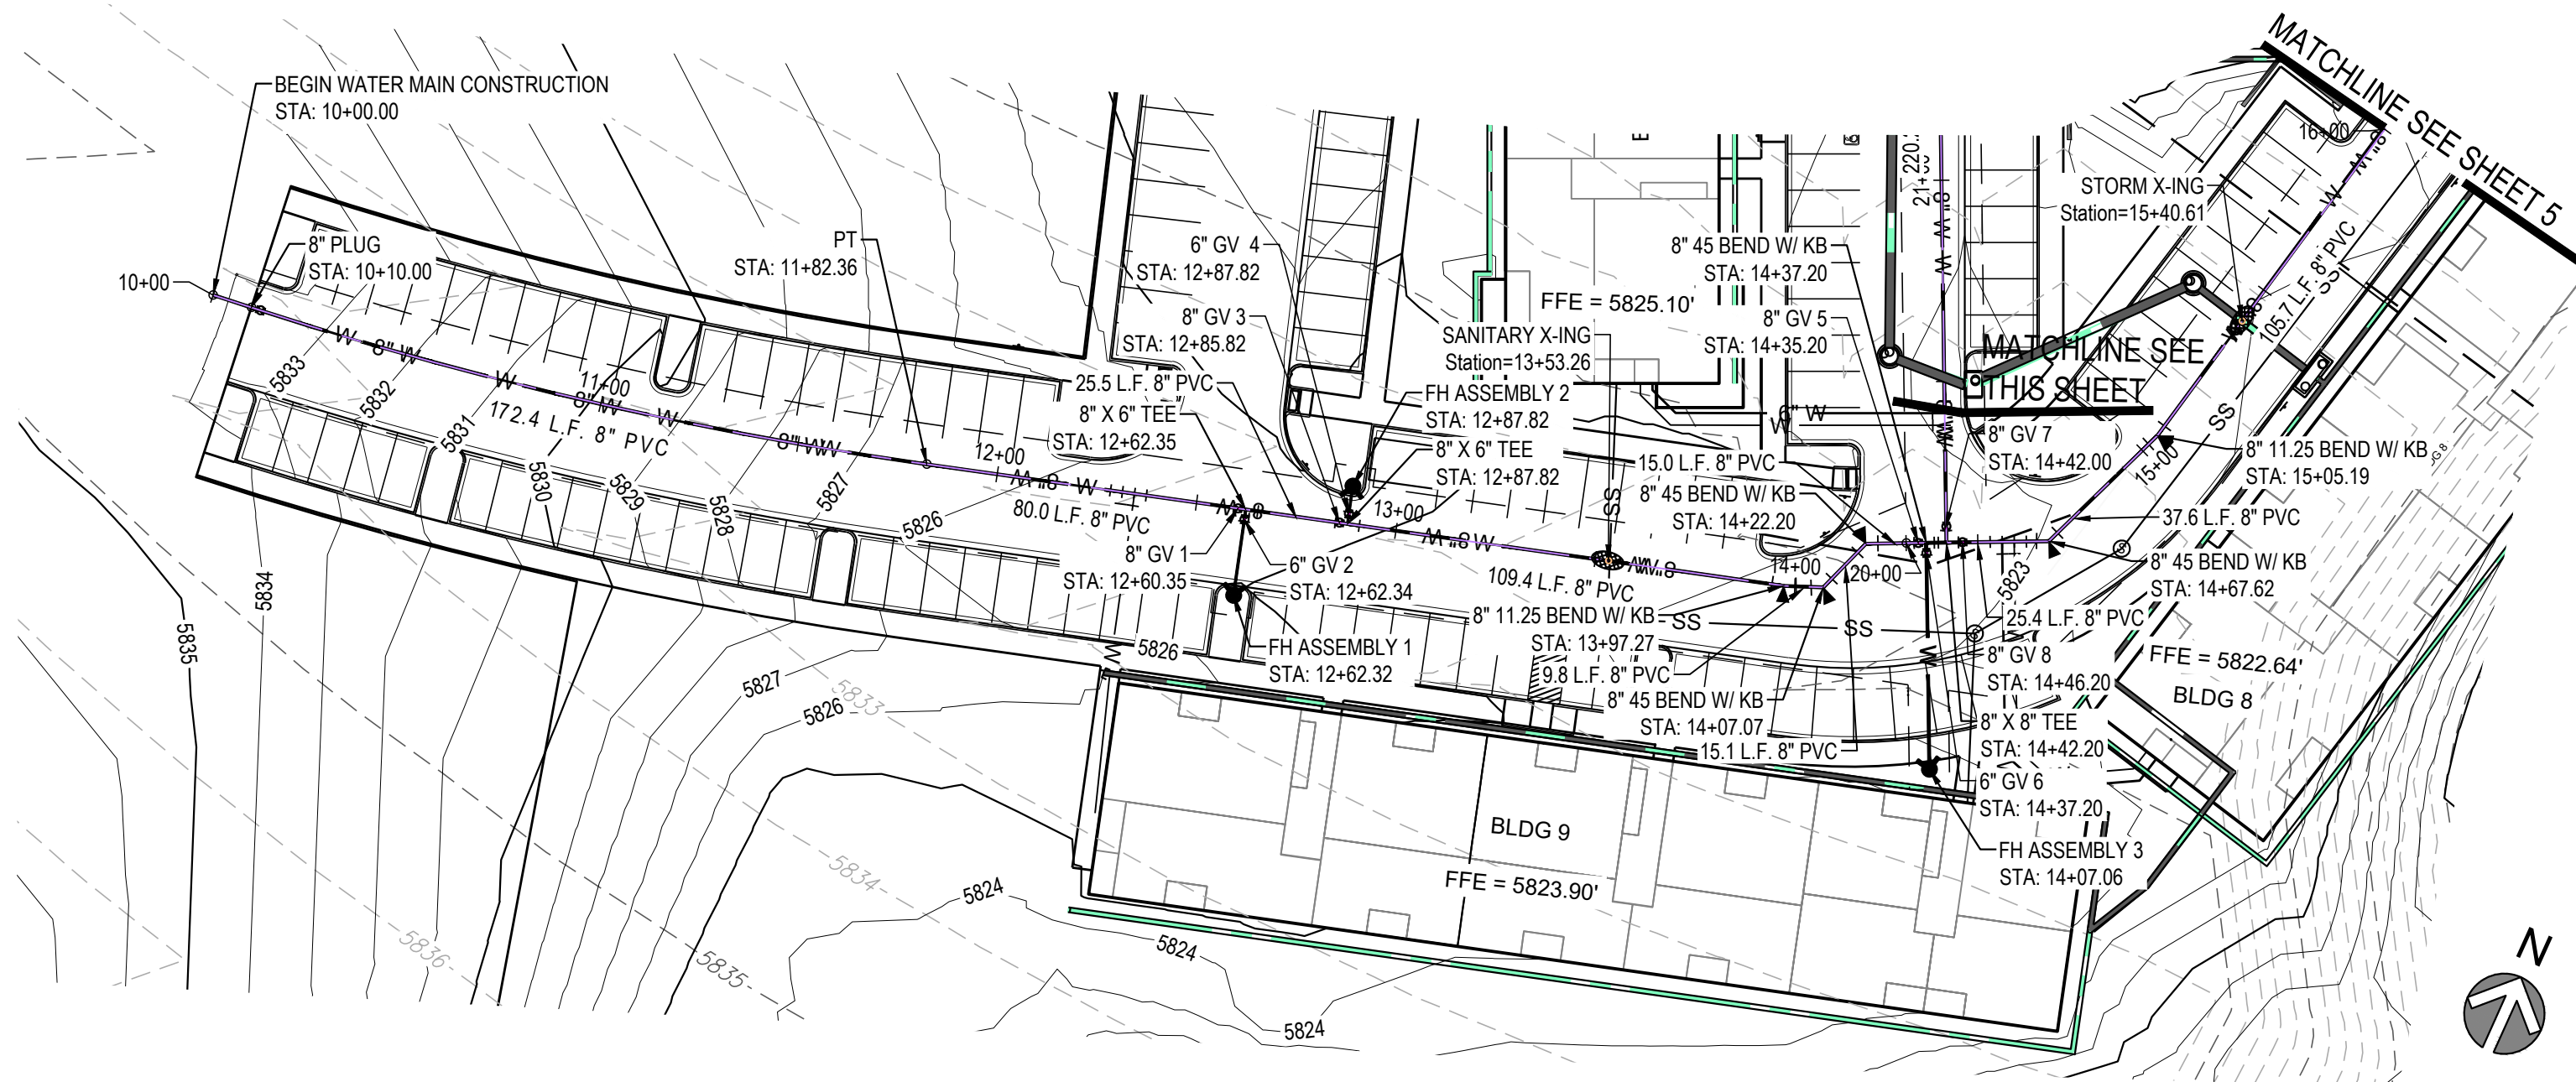 BEGIN WATER MAIN CONSTRUCTION
STA: 10+00.00
8" PLUG
STA: 10+10.00
10+00
PT
STA: 11+82.36
11+00
172.4 L.F. 8" PVC
12+00
80.0 L.F. 8" PVC
6" GV 4
STA: 12+87.82
8" GV 3
STA: 12+85.82
25.5 L.F. 8" PVC
8" X 6" TEE
STA: 12+62.35
8" GV 1
STA: 12+60.35
6" GV 2
STA: 12+62.34
FH ASSEMBLY 1
STA: 12+62.32
SANITARY X-ING
Station=13+53.26
FH ASSEMBLY 2
STA: 12+87.82
8" X 6" TEE
STA: 12+87.82
13+00
109.4 L.F. 8" PVC
FFE = 5825.10'
8" 45 BEND W/ KB
STA: 14+37.20
8" GV 5
STA: 14+35.20
15.0 L.F. 8" PVC
8" 45 BEND W/ KB
STA: 14+22.20
14+00
20+00
8" 11.25 BEND W/ KB
STA: 13+97.27
9.8 L.F. 8" PVC
8" 45 BEND W/ KB
STA: 14+07.07
15.1 L.F. 8" PVC
6" W
W
MATCHLINE SEE
THIS SHEET
8" GV 7
STA: 14+42.00
STORM X-ING
Station=15+40.61
16+00
MATCHLINE SEE SHEET 5
105.7 L.F. 8" PVC
15+00
8" 11.25 BEND W/ KB
STA: 15+05.19
37.6 L.F. 8" PVC
8" 45 BEND W/ KB
STA: 14+67.62
25.4 L.F. 8" PVC
8" GV 8
STA: 14+46.20
8" X 8" TEE
STA: 14+42.20
6" GV 6
STA: 14+37.20
FH ASSEMBLY 3
STA: 14+07.06
FFE = 5822.64'
BLDG 8
BLDG 9
FFE = 5823.90'
5833
5832
5831
5830
5829
5828
5827
5826
5823
5834
5835
5826
5827
5826
5833
5834
5835
5836
5824
5824
5824
SS
SS
SS
SS
SS
W
8" W
W
8" W
W
W
W
W
N